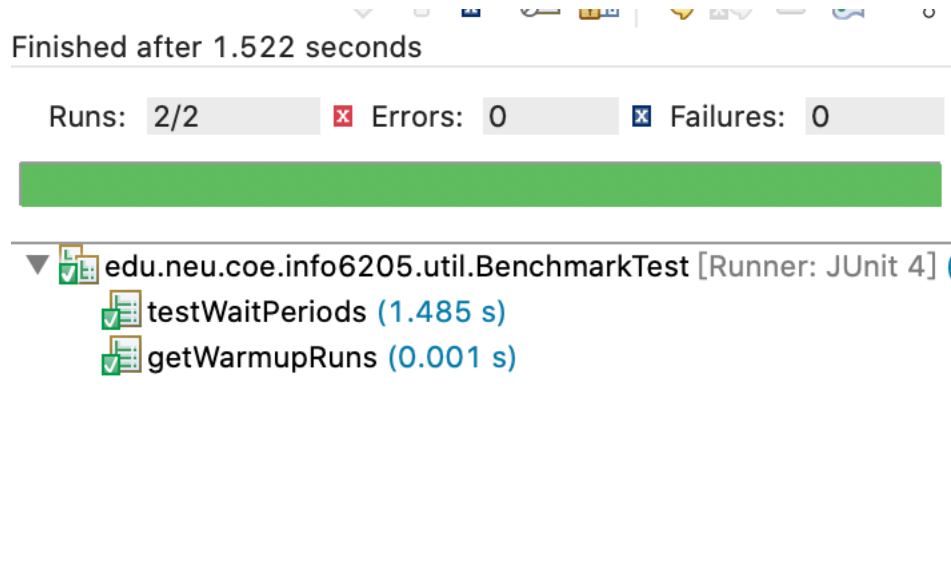 Finished after 1.522 seconds
Runs: 2/2 Errors: 0 Failures: 0
edu.neu.coe.info6205.util.BenchmarkTest [Runner: JUnit 4] (
testWaitPeriods (1.485 s)
getWarmupRuns (0.001 s)